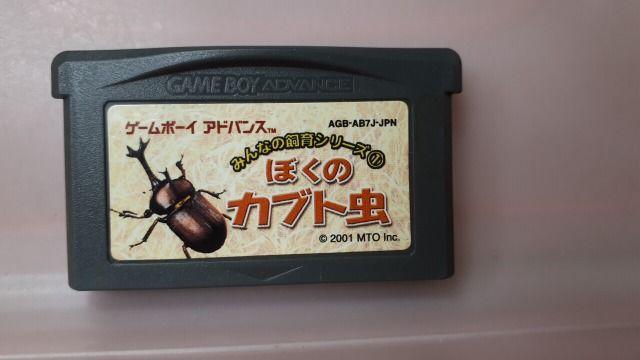 GAME BOY ADVANCE
ゲームボーイ アドバンス™
AGB-AB7J-JPN
みんなの飼育シリーズ①
ぼくの
カブト虫
© 2001 MTO Inc.